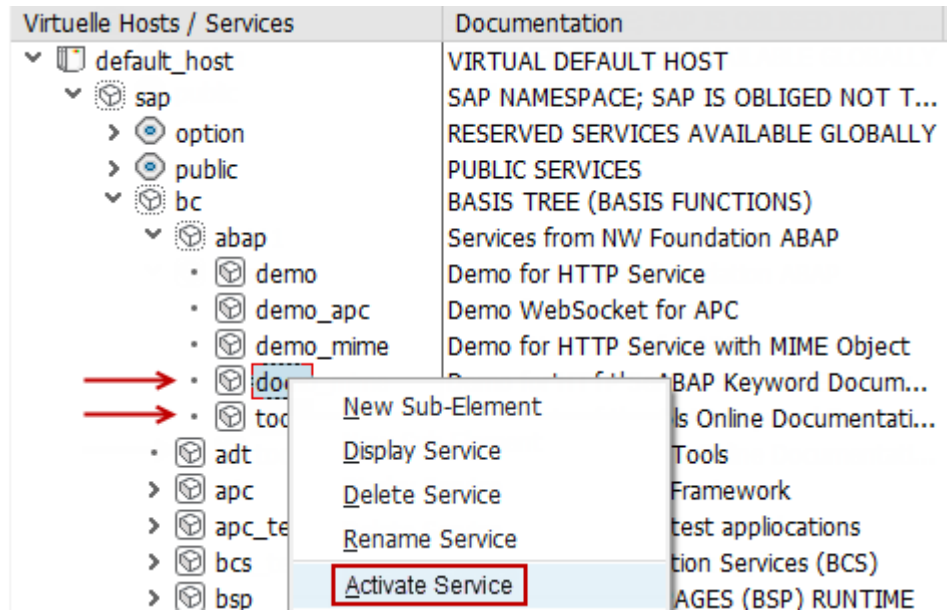 Virtuelle Hosts / Services Documentation
default_host VIRTUAL DEFAULT HOST
sap SAP NAMESPACE; SAP IS OBLIGED NOT T...
option RESERVED SERVICES AVAILABLE GLOBALLY
public PUBLIC SERVICES
bc BASIS TREE (BASIS FUNCTIONS)
abap Services from NW Foundation ABAP
demo Demo for HTTP Service
demo_apc Demo WebSocket for APC
demo_mime Demo for HTTP Service with MIME Object
ABAP Keyword Docum...
New Sub-Element
Online Documentati...
adt Display Service Tools
apc Delete Service Framework
apc_te Rename Service test appliocations
bcs tion Services (BCS)
bsp Activate Service AGES (BSP) RUNTIME